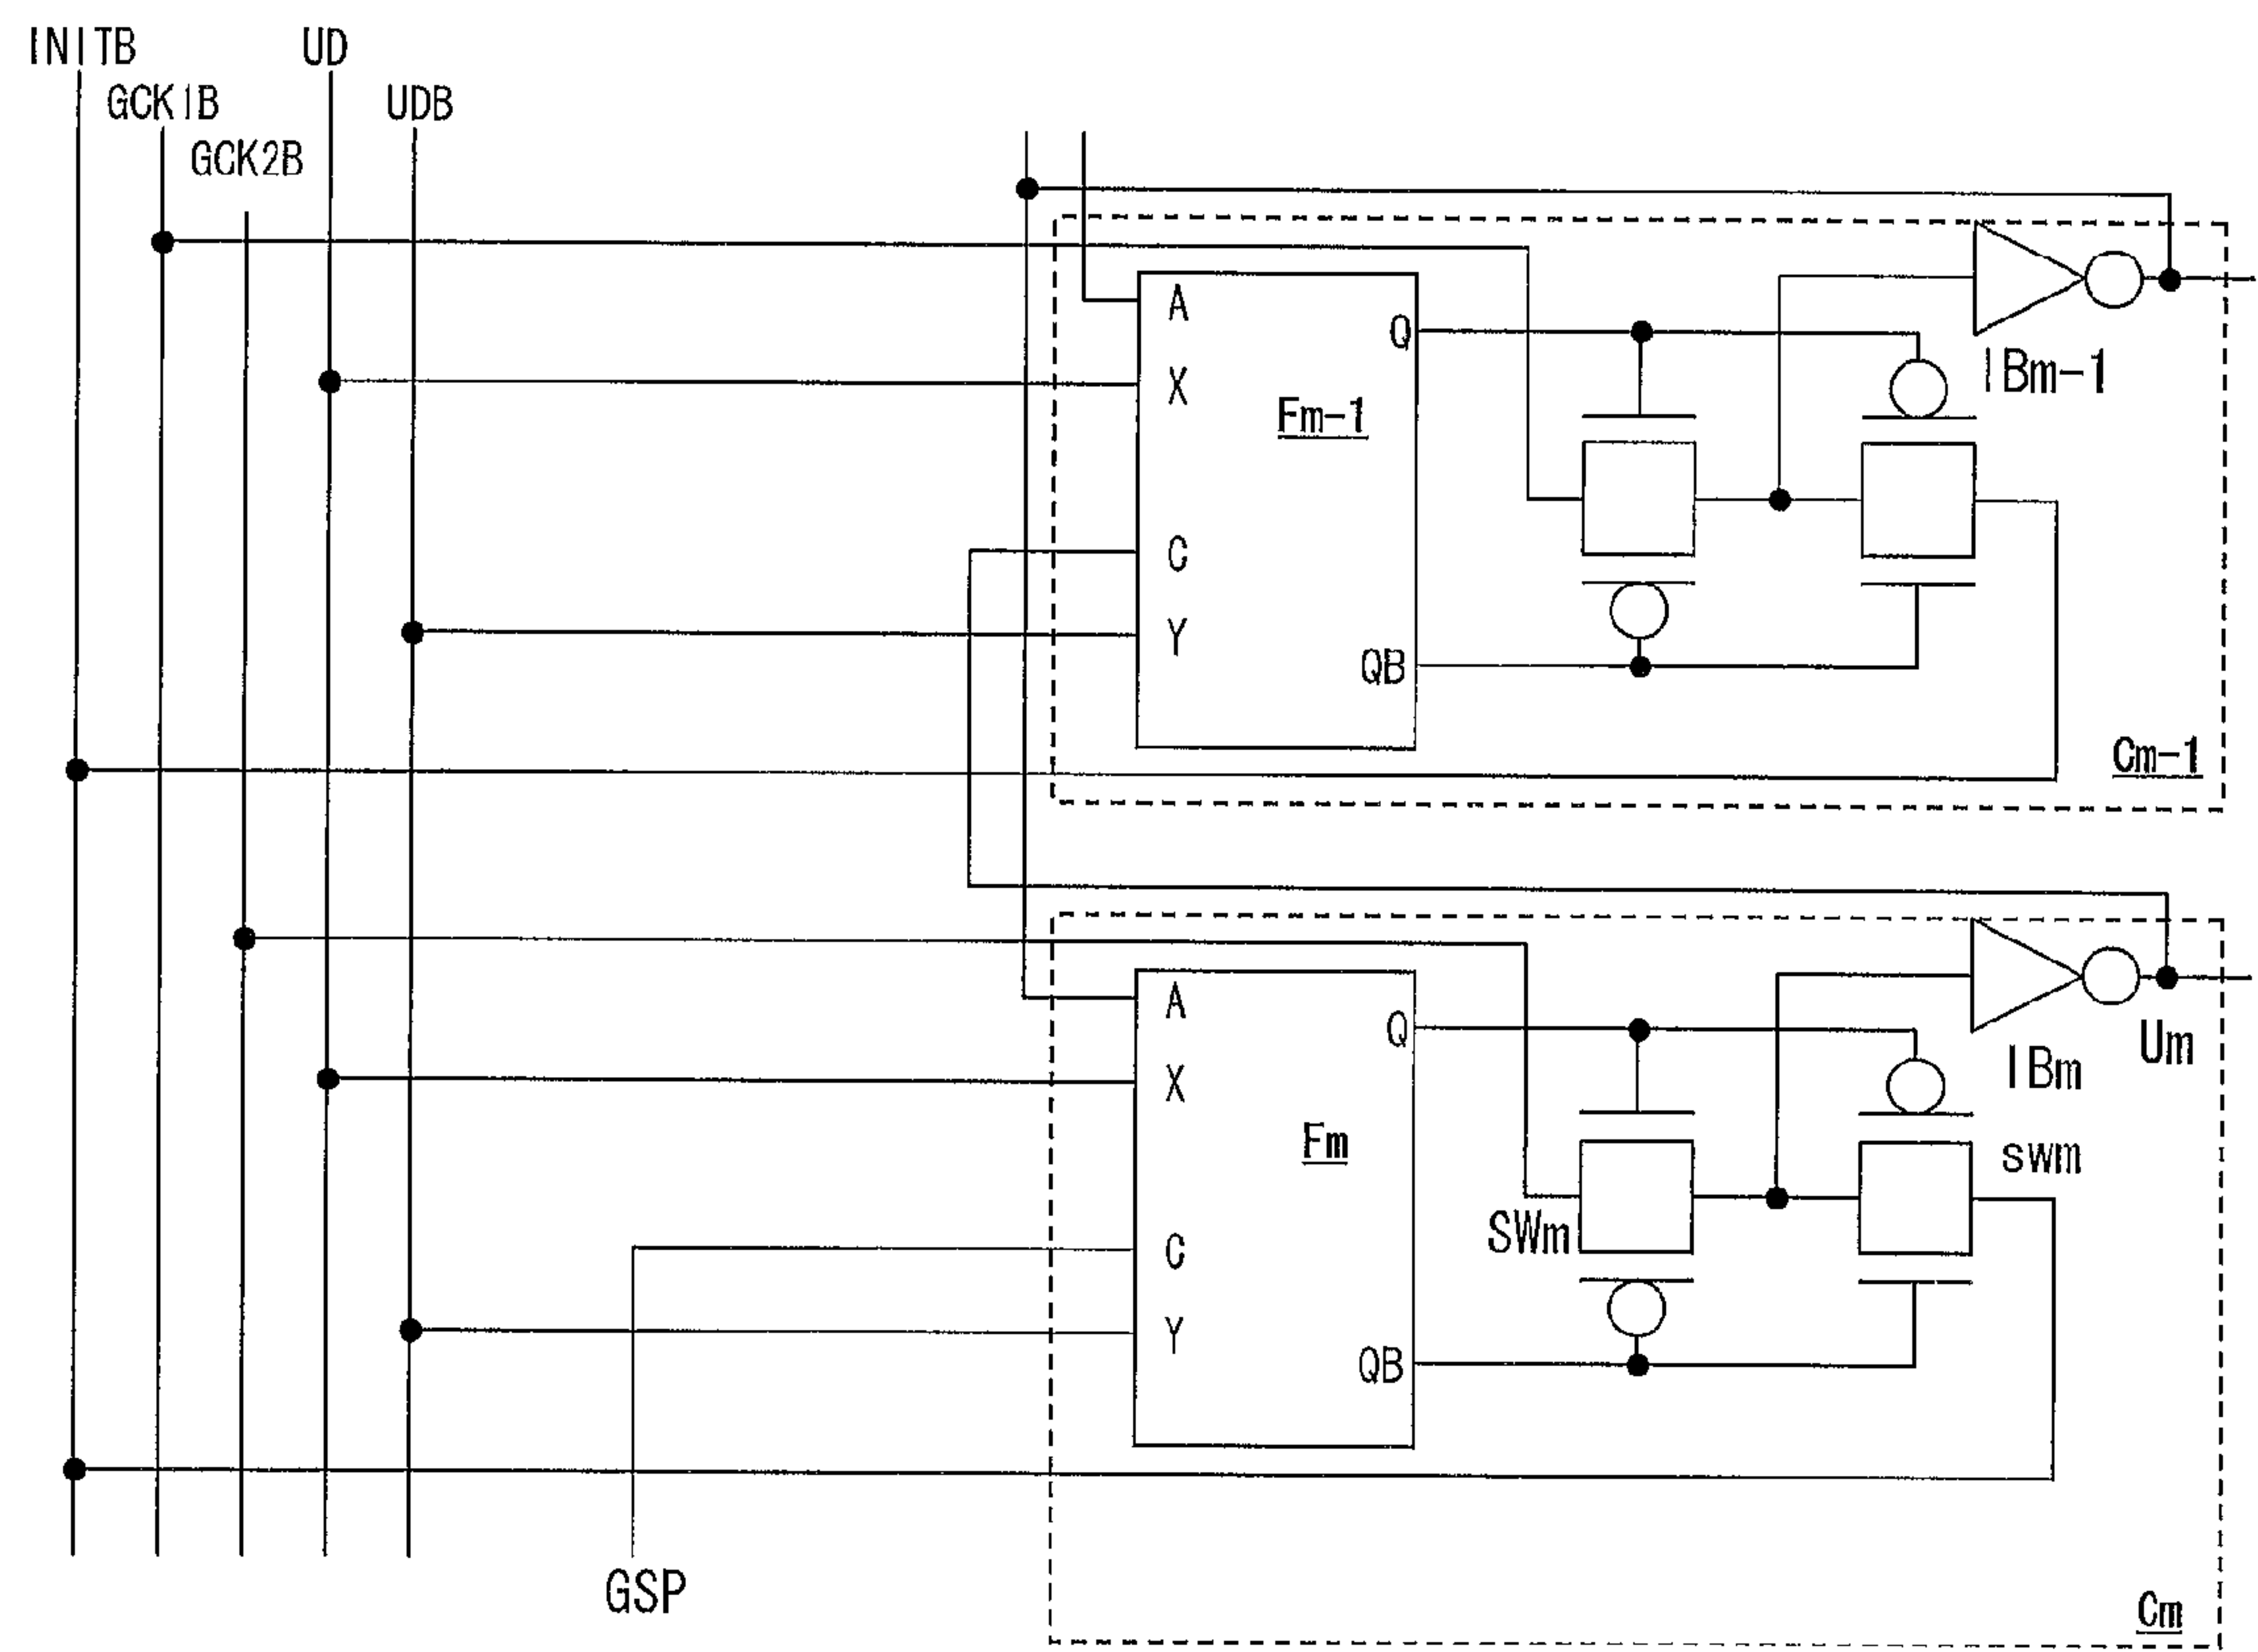 INITB
UD
GCK1B
UDB
GCK2B
A
Q
X
IBm-1
Fm-1
C
Y
QB
Cm-1
A
Q
Um
X
IBm
Fm
swm
SWm
C
Y
QB
GSP
Cm